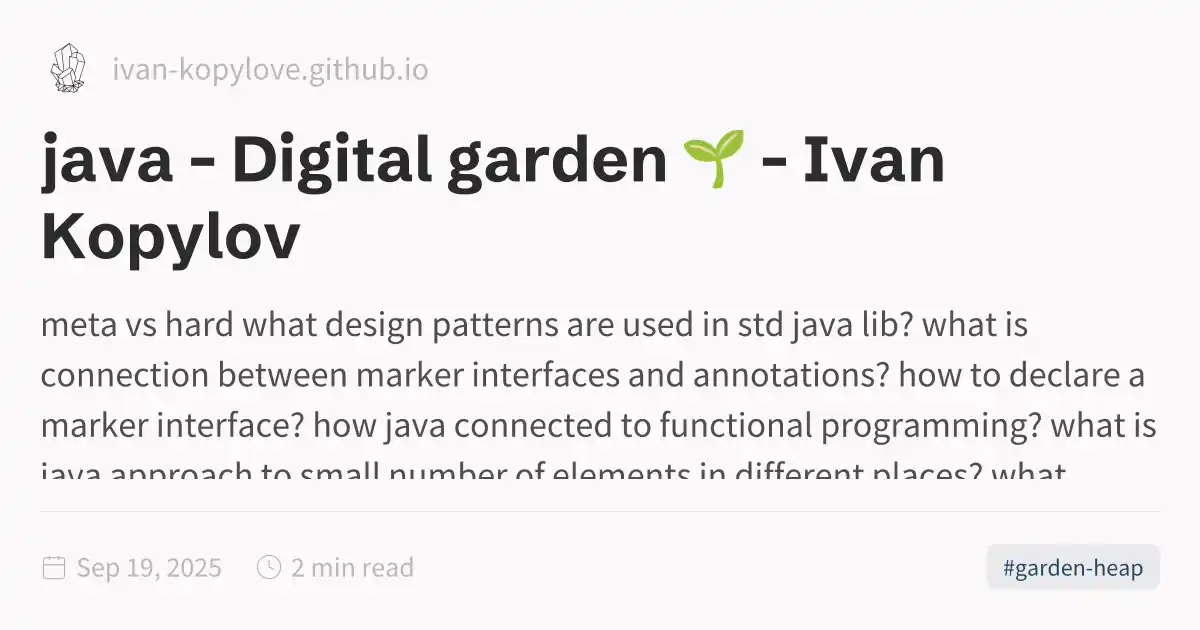 ivan-kopylove.github.io
java - Digital garden 🌱 - Ivan
Kopylov
meta vs hard what design patterns are used in std java lib? what is
connection between marker interfaces and annotations? how to declare a
marker interface? how java connected to functional programming? what is
java approach to small number of elements in different places? what
Sep 19, 2025
2 min read
#garden-heap